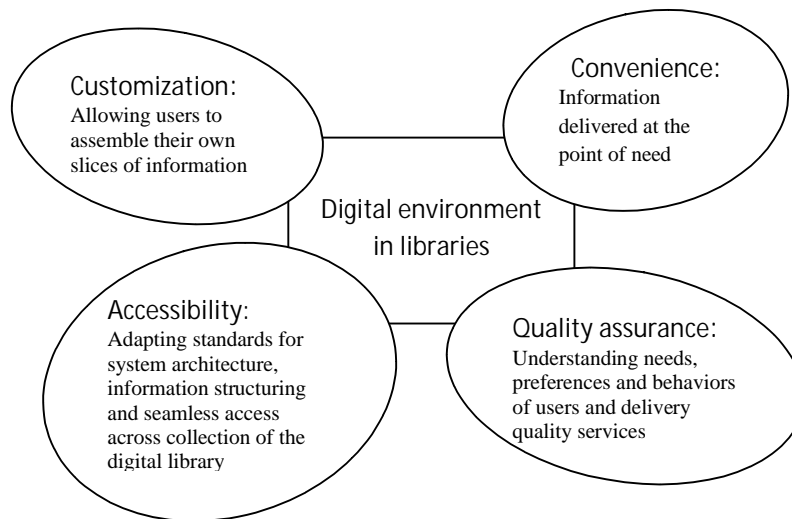 Customization:
Allowing users to
assemble their own
slices of information
Convenience:
Information
delivered at the
point of need
Digital environment
in libraries
Accessibility:
Adapting standards for
system architecture,
information structuring
and seamless access
across collection of the
digital library
Quality assurance:
Understanding needs,
preferences and behaviors
of users and delivery
quality services